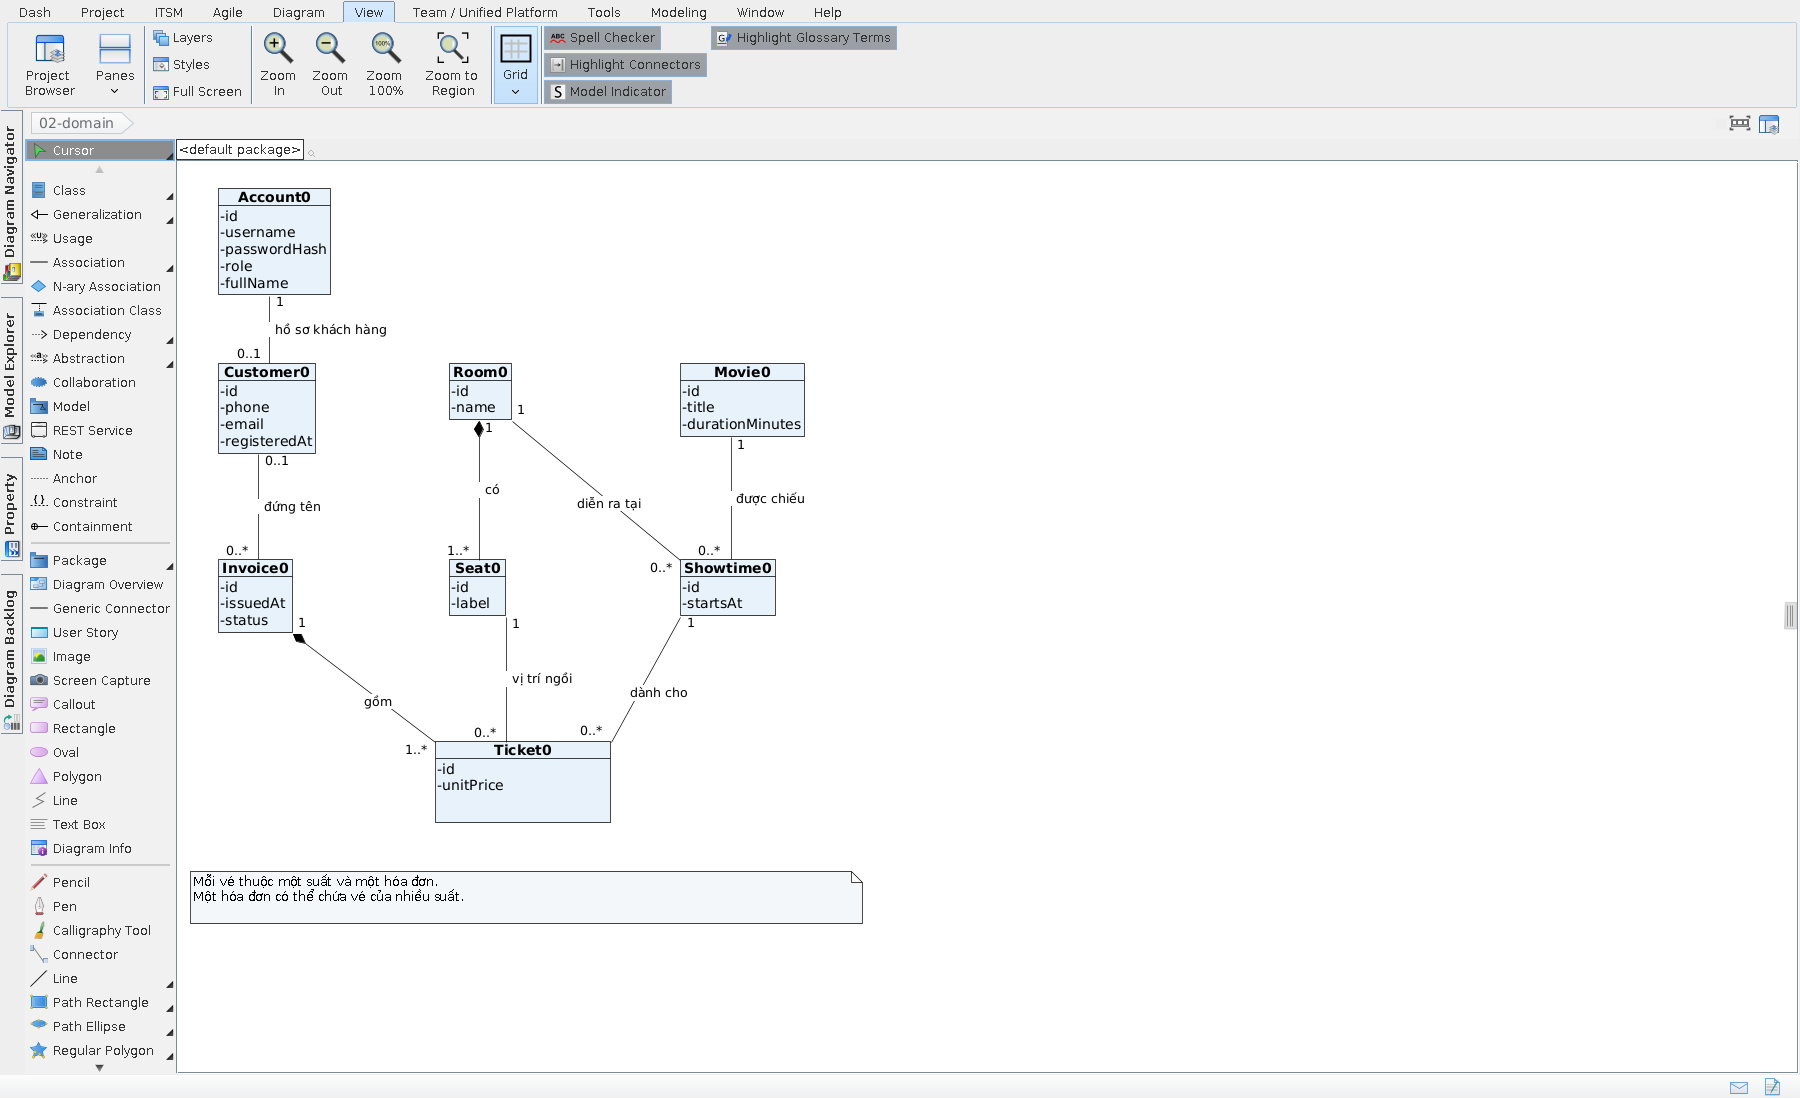 Dash Project ITSM Agile Diagram View Team / Unified Platform Tools Modeling Window Help
Project Browser
Panes
Layers
Styles
Full Screen
Zoom In
Zoom Out
100%
Zoom 100%
Zoom to Region
Grid
ABC Spell Checker
Highlight Connectors
S Model Indicator
G Highlight Glossary Terms
02-domain
Diagram Navigator
Model Explorer
Property
Diagram Backlog
Cursor
Class
Generalization
Usage
Association
N-ary Association
Association Class
Dependency
Abstraction
Collaboration
Model
REST Service
Note
Anchor
Constraint
Containment
Package
Diagram Overview
Generic Connector
User Story
Image
Screen Capture
Callout
Rectangle
Oval
Polygon
Line
Text Box
Diagram Info
Pencil
Pen
Calligraphy Tool
Connector
Line
Path Rectangle
Path Ellipse
Regular Polygon
<default package>
Account0
-id
-username
-passwordHash
-role
-fullName
1
hồ sơ khách hàng
0..1
Customer0
-id
-phone
-email
-registeredAt
0..1
đứng tên
0..*
Room0
-id
-name
1
1
có
1..*
diễn ra tại
0..*
Movie0
-id
-title
-durationMinutes
1
được chiếu
0..*
Invoice0
-id
-issuedAt
-status
1
gồm
1..*
Seat0
-id
-label
1
vị trí ngồi
0..*
Showtime0
-id
-startsAt
1
dành cho
0..*
Ticket0
-id
-unitPrice
Mỗi vé thuộc một suất và một hóa đơn.
Một hóa đơn có thể chứa vé của nhiều suất.